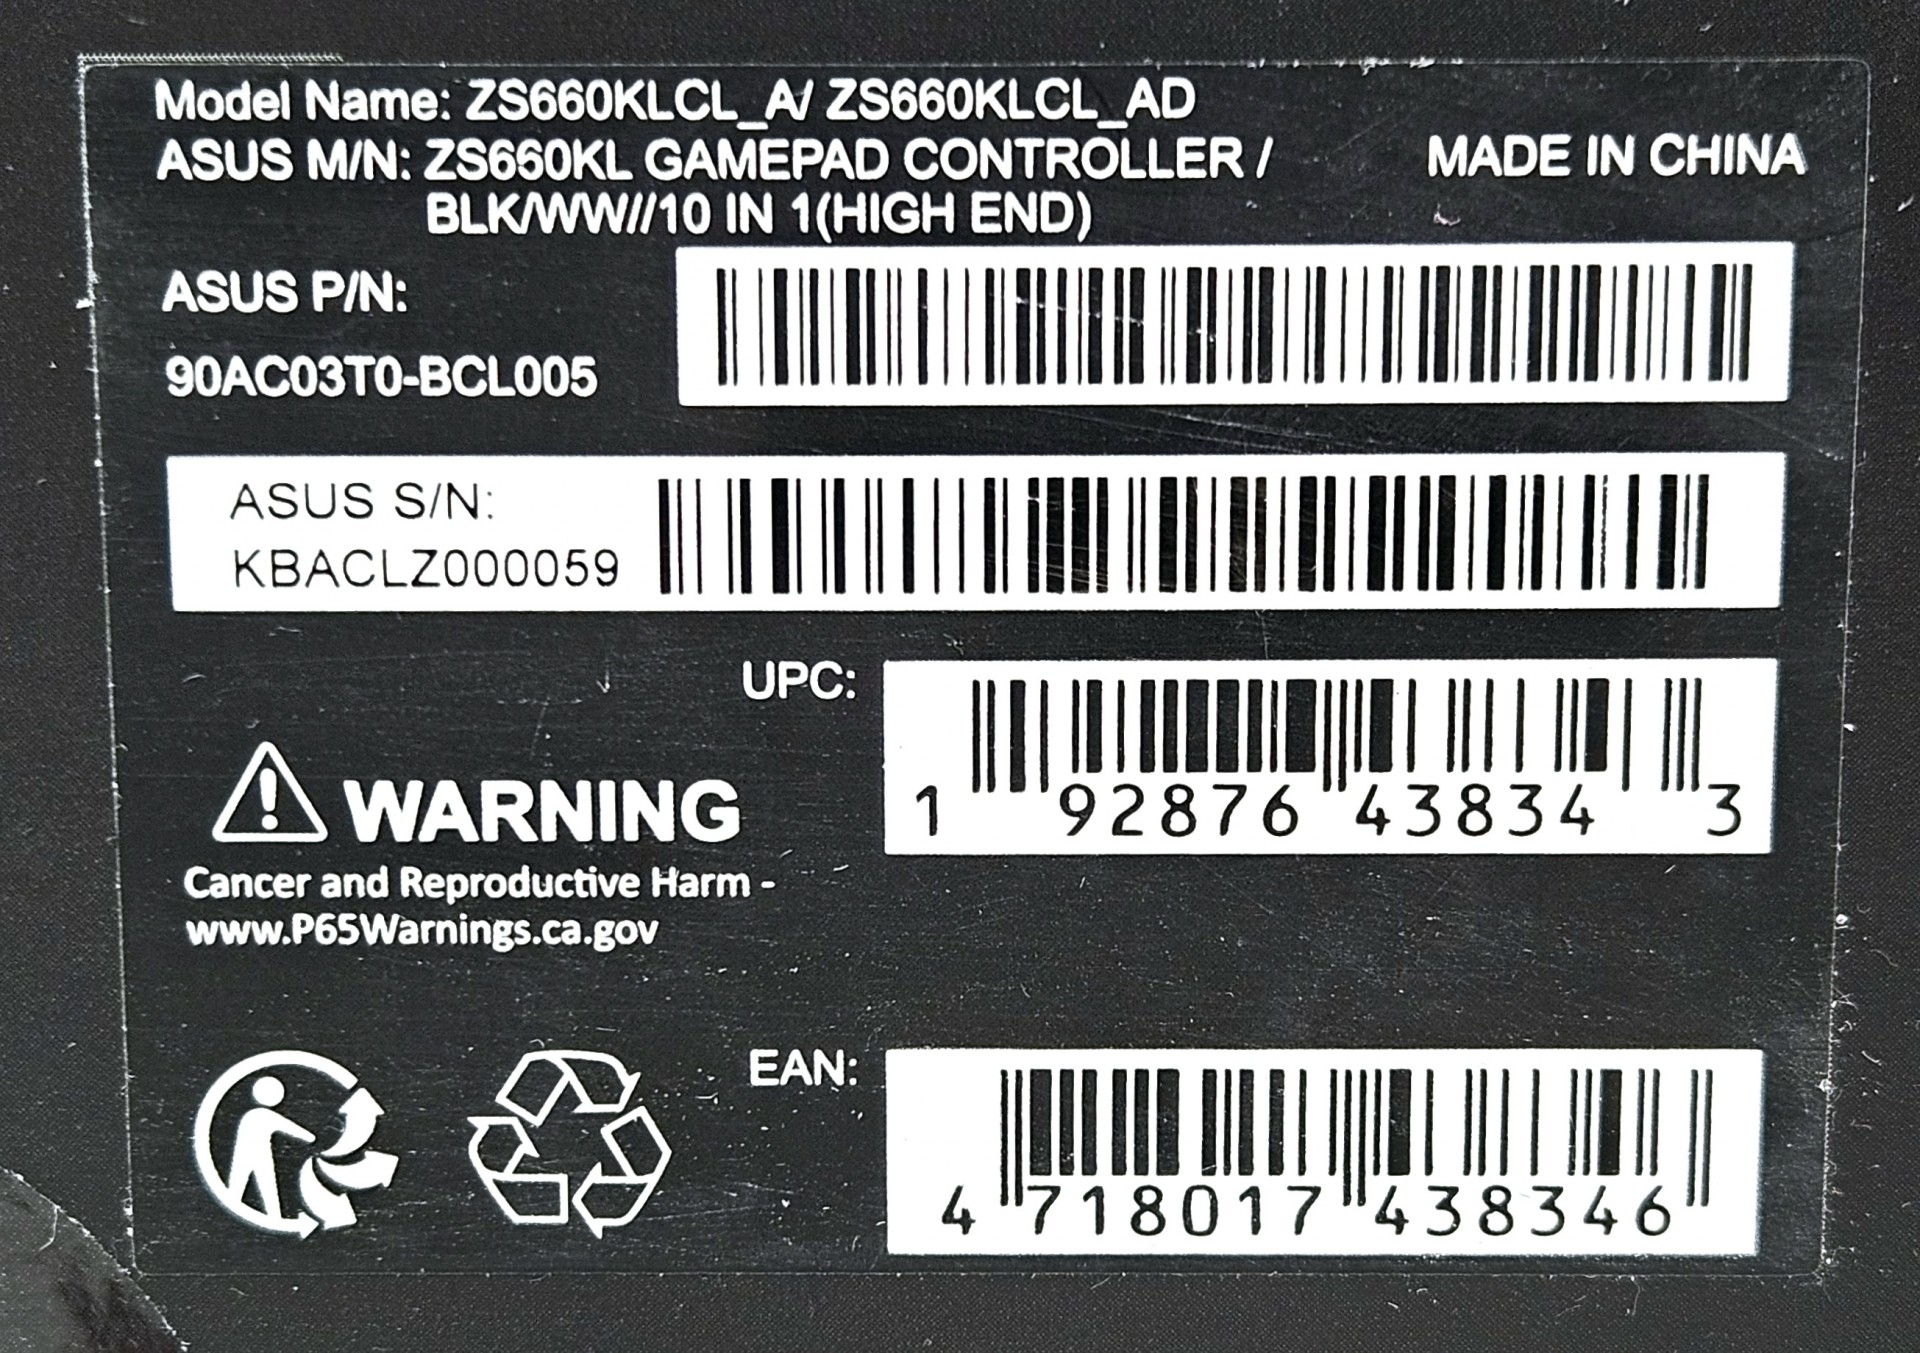 Model Name: ZS660KLCL_A/ ZS660KLCL_AD
ASUS M/N: ZS660KL GAMEPAD CONTROLLER /
BLK/WW///10 IN 1(HIGH END)
MADE IN CHINA
ASUS P/N:
90AC03T0-BCL005
ASUS S/N:
KBACLZ000059
UPC:
1 92876 43834 3
WARNING
Cancer and Reproductive Harm -
www.P65Warnings.ca.gov
EAN:
4 718017 438346